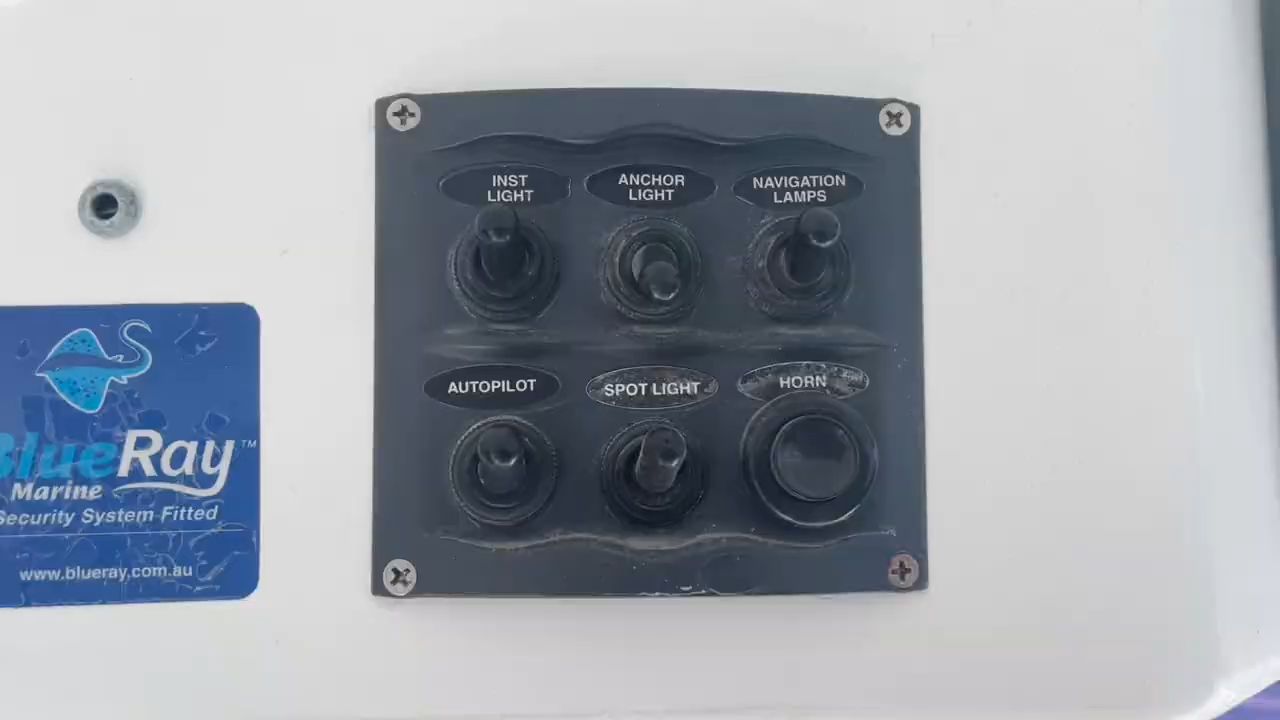 INST
LIGHT
ANCHOR
LIGHT
NAVIGATION
LAMPS
AUTOPILOT
SPOT LIGHT
HORN
BlueRay™
Marine
Security System Fitted
www.blueray.com.au